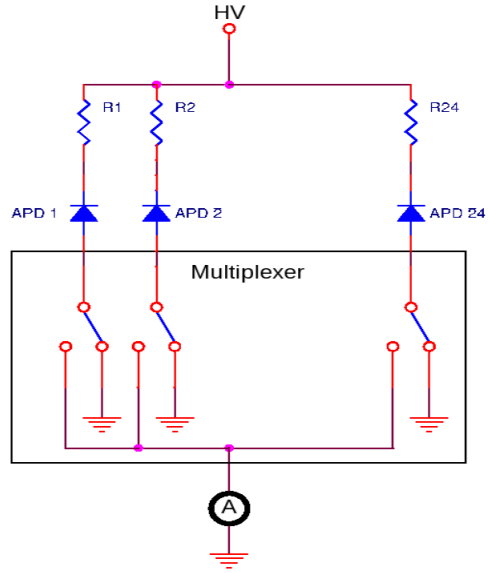 HV
R1 R2 R24
APD 1 APD 2 APD 24
Multiplexer
A